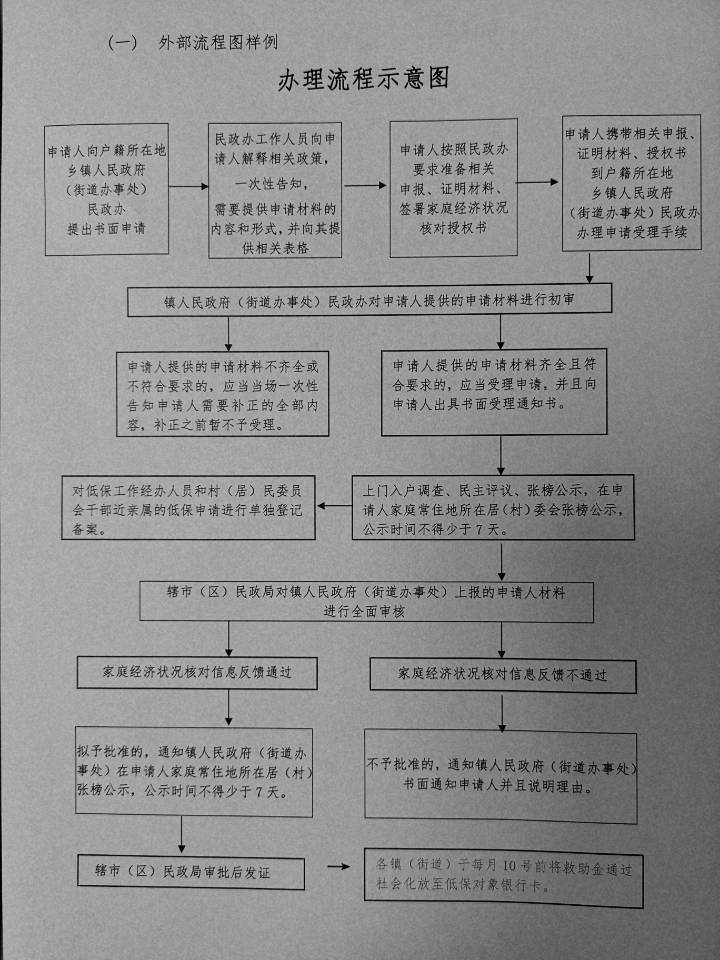 (一) 外部流程图样例
办理流程示意图
申请人向户籍所在地
乡镇人民政府
（街道办事处）
民政办
提出书面申请
民政办工作人员向申
请人解释相关政策，
一次性告知，
需要提供申请材料的
内容和形式，并向其提
供相关表格
申请人按照民政办
要求准备相关
申报、证明材料、
签署家庭经济状况
核对授权书
申请人携带相关申报、
证明材料、授权书
到户籍所在地
乡镇人民政府
（街道办事处）民政办
办理申请受理手续
镇人民政府（街道办事处）民政办对申请人提供的申请材料进行初审
申请人提供的申请材料不齐全或
不符合要求的，应当当场一次性
告知申请人需要补正的全部内
容，补正之前暂不予受理。
申请人提供的申请材料齐全且符
合要求的，应当受理申请，并且向
申请人出具书面受理通知书。
对低保工作经办人员和村（居）民委员
会干部近亲属的低保申请进行单独登记
备案。
上门入户调查、民主评议、张榜公示，在申
请人家庭常住地所在居（村）委会张榜公示，
公示时间不得少于7天。
辖市（区）民政局对镇人民政府（街道办事处）上报的申请人材料
进行全面审核
家庭经济状况核对信息反馈通过
家庭经济状况核对信息反馈不通过
拟予批准的，通知镇人民政府（街道办
事处）在申请人家庭常住地所在居（村）
张榜公示，公示时间不得少于7天。
不予批准的，通知镇人民政府（街道办事处）
书面通知申请人并且说明理由。
辖市（区）民政局审批后发证
各镇（街道）于每月10号前将救助金通过
社会化放至低保对象银行卡。